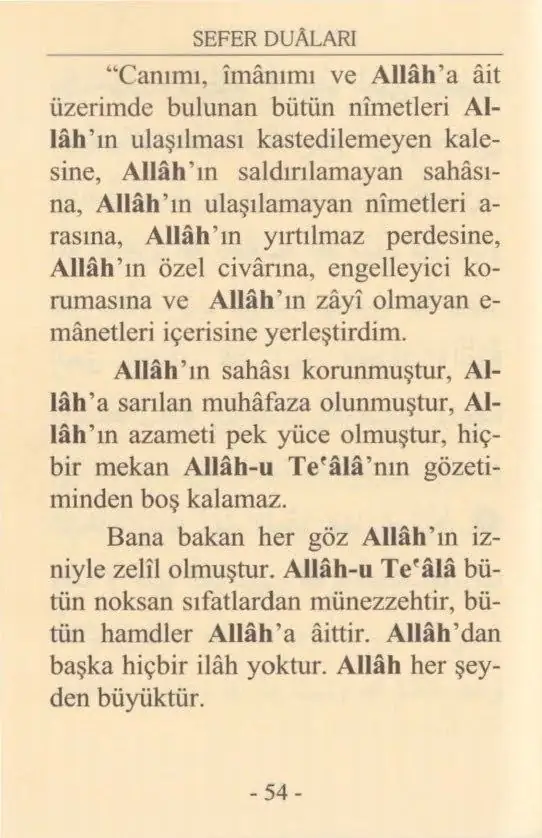 SEFER DUÂLARI
“Canımı, îmânımı ve Allâh’a âit
üzerimde bulunan bütün nîmetleri Al-
lâh’ın ulaşılması kastedilemeyen kale-
sine, Allâh’ın saldırılamayan sahâsı-
na, Allâh’ın ulaşılamayan nîmetleri a-
rasına, Allâh’ın yırtılmaz perdesine,
Allâh’ın özel civârına, engelleyici ko-
rumasına ve Allâh’ın zâyî olmayan e-
mânetleri içerisine yerleştirdim.
Allâh’ın sahâsı korunmuştur, Al-
lâh’a sarılan muhâfaza olunmuştur, Al-
lâh’ın azameti pek yüce olmuştur, hiç-
bir mekan Allâh-u Te‛âlâ’nın gözeti-
minden boş kalamaz.
Bana bakan her göz Allâh’ın iz-
niyle zelîl olmuştur. Allâh-u Te‛âlâ bü-
tün noksan sıfatlardan münezzehtir, bü-
tün hamdler Allâh’a âittir. Allâh’dan
başka hiçbir ilâh yoktur. Allâh her şey-
den büyüktür.
- 54 -